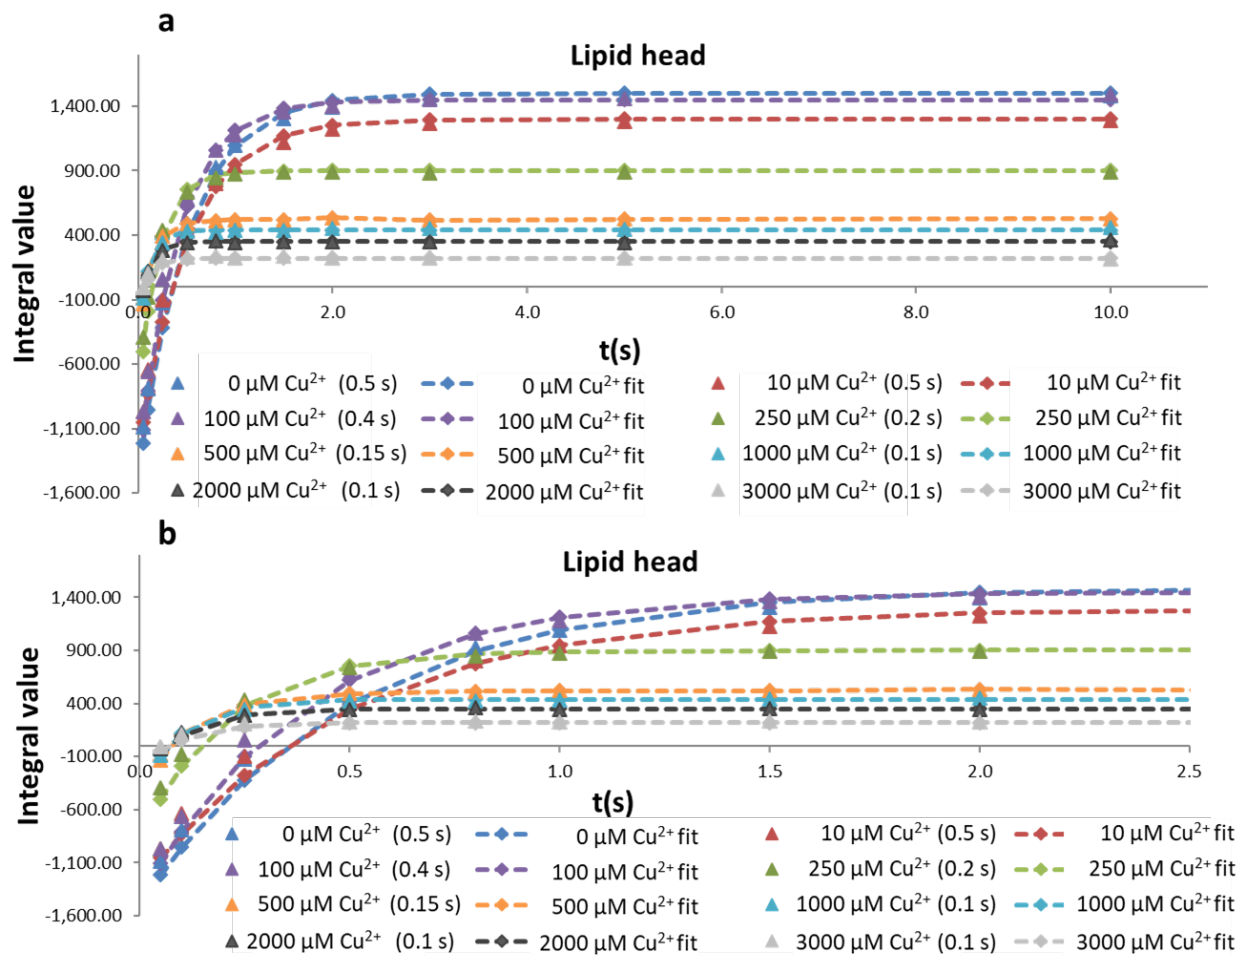 a
Lipid head
1,400.00
900.00
400.00
-100.00
-600.00
-1,100.00
-1,600.00
Integral value
0.0 2.0 4.0 6.0 8.0 10.0
t(s)
0 µM Cu²⁺ (0.5 s) 0 µM Cu²⁺ fit 10 µM Cu²⁺ (0.5 s) 10 µM Cu²⁺ fit
100 µM Cu²⁺ (0.4 s) 100 µM Cu²⁺ fit 250 µM Cu²⁺ (0.2 s) 250 µM Cu²⁺ fit
500 µM Cu²⁺ (0.15 s) 500 µM Cu²⁺ fit 1000 µM Cu²⁺ (0.1 s) 1000 µM Cu²⁺ fit
2000 µM Cu²⁺ (0.1 s) 2000 µM Cu²⁺ fit 3000 µM Cu²⁺ (0.1 s) 3000 µM Cu²⁺ fit
b
Lipid head
1,400.00
900.00
400.00
-100.00
-600.00
-1,100.00
-1,600.00
Integral value
0.0 0.5 1.0 1.5 2.0 2.5
t(s)
0 µM Cu²⁺ (0.5 s) 0 µM Cu²⁺ fit 10 µM Cu²⁺ (0.5 s) 10 µM Cu²⁺ fit
100 µM Cu²⁺ (0.4 s) 100 µM Cu²⁺ fit 250 µM Cu²⁺ (0.2 s) 250 µM Cu²⁺ fit
500 µM Cu²⁺ (0.15 s) 500 µM Cu²⁺ fit 1000 µM Cu²⁺ (0.1 s) 1000 µM Cu²⁺ fit
2000 µM Cu²⁺ (0.1 s) 2000 µM Cu²⁺ fit 3000 µM Cu²⁺ (0.1 s) 3000 µM Cu²⁺ fit